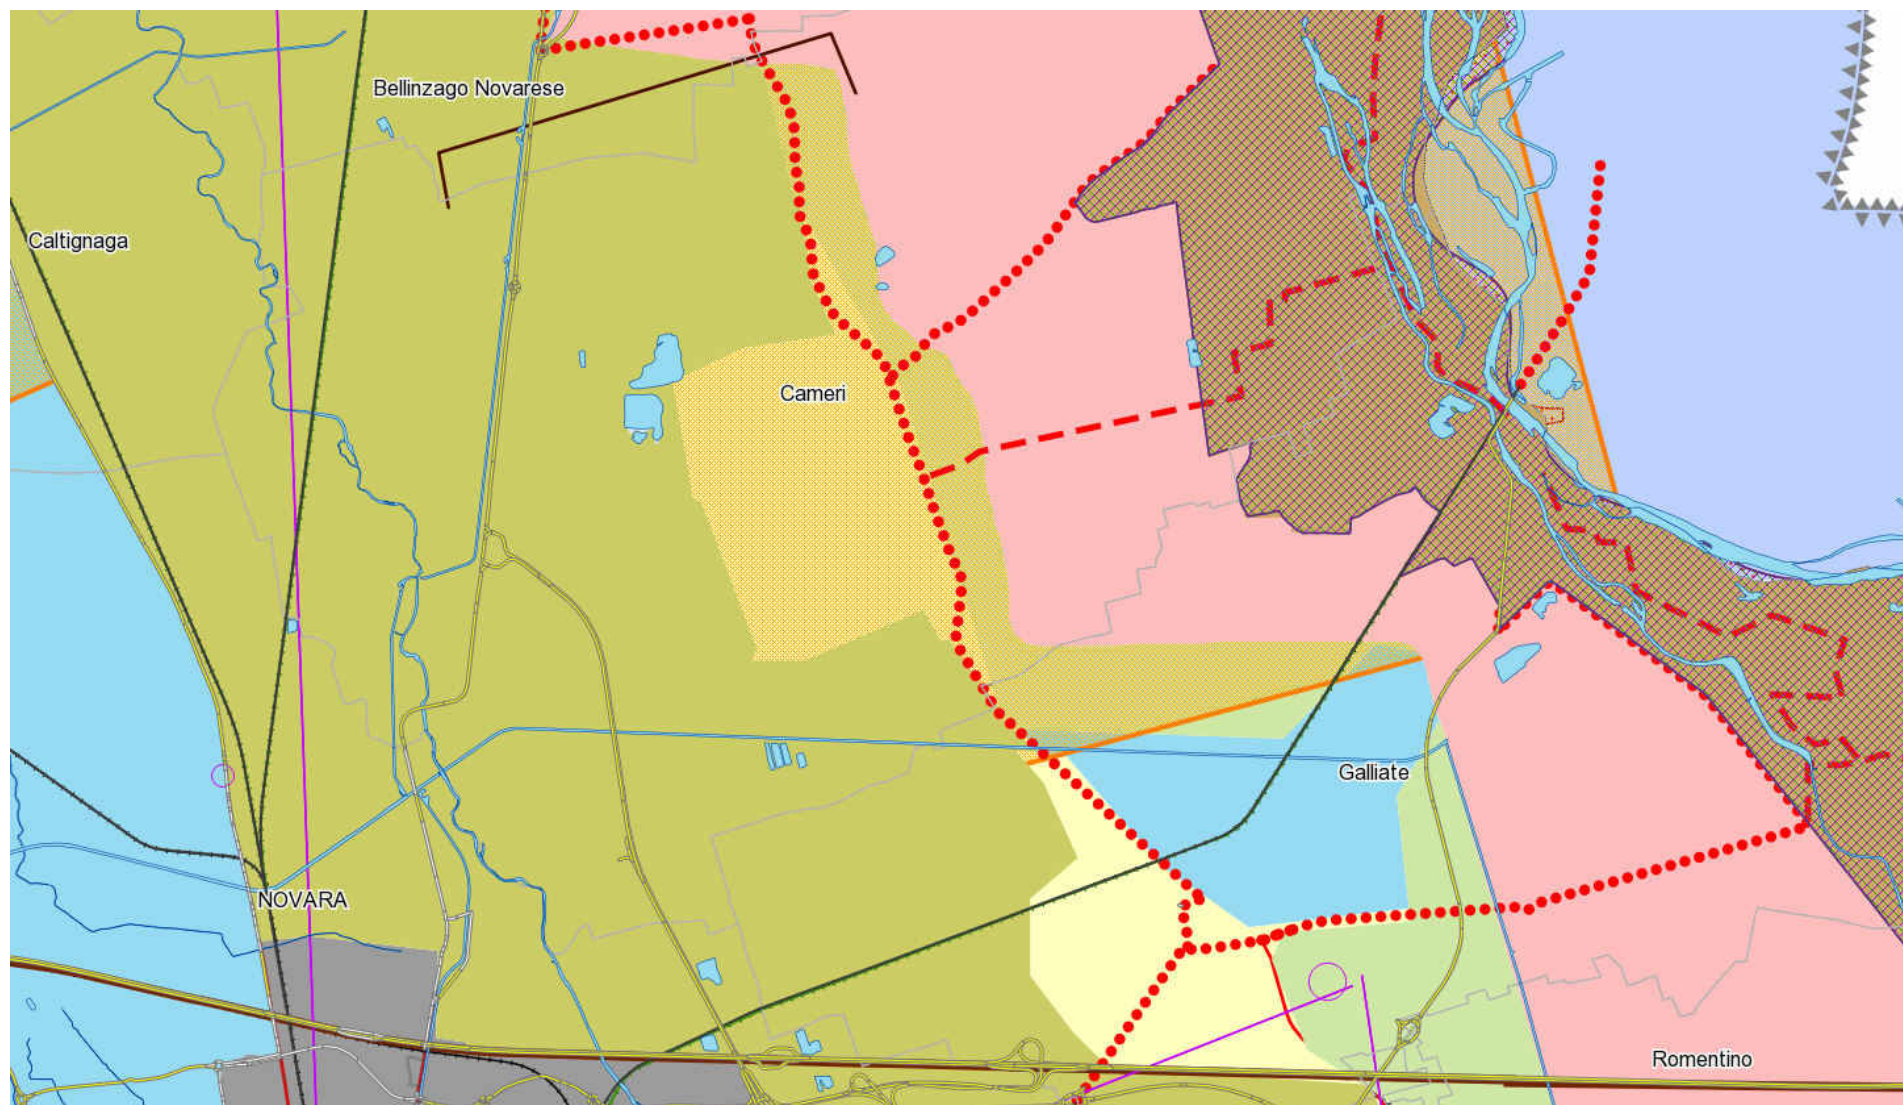 Bellinzago Novarese
Caltignaga
Cameri
Galliate
NOVARA
Romentino